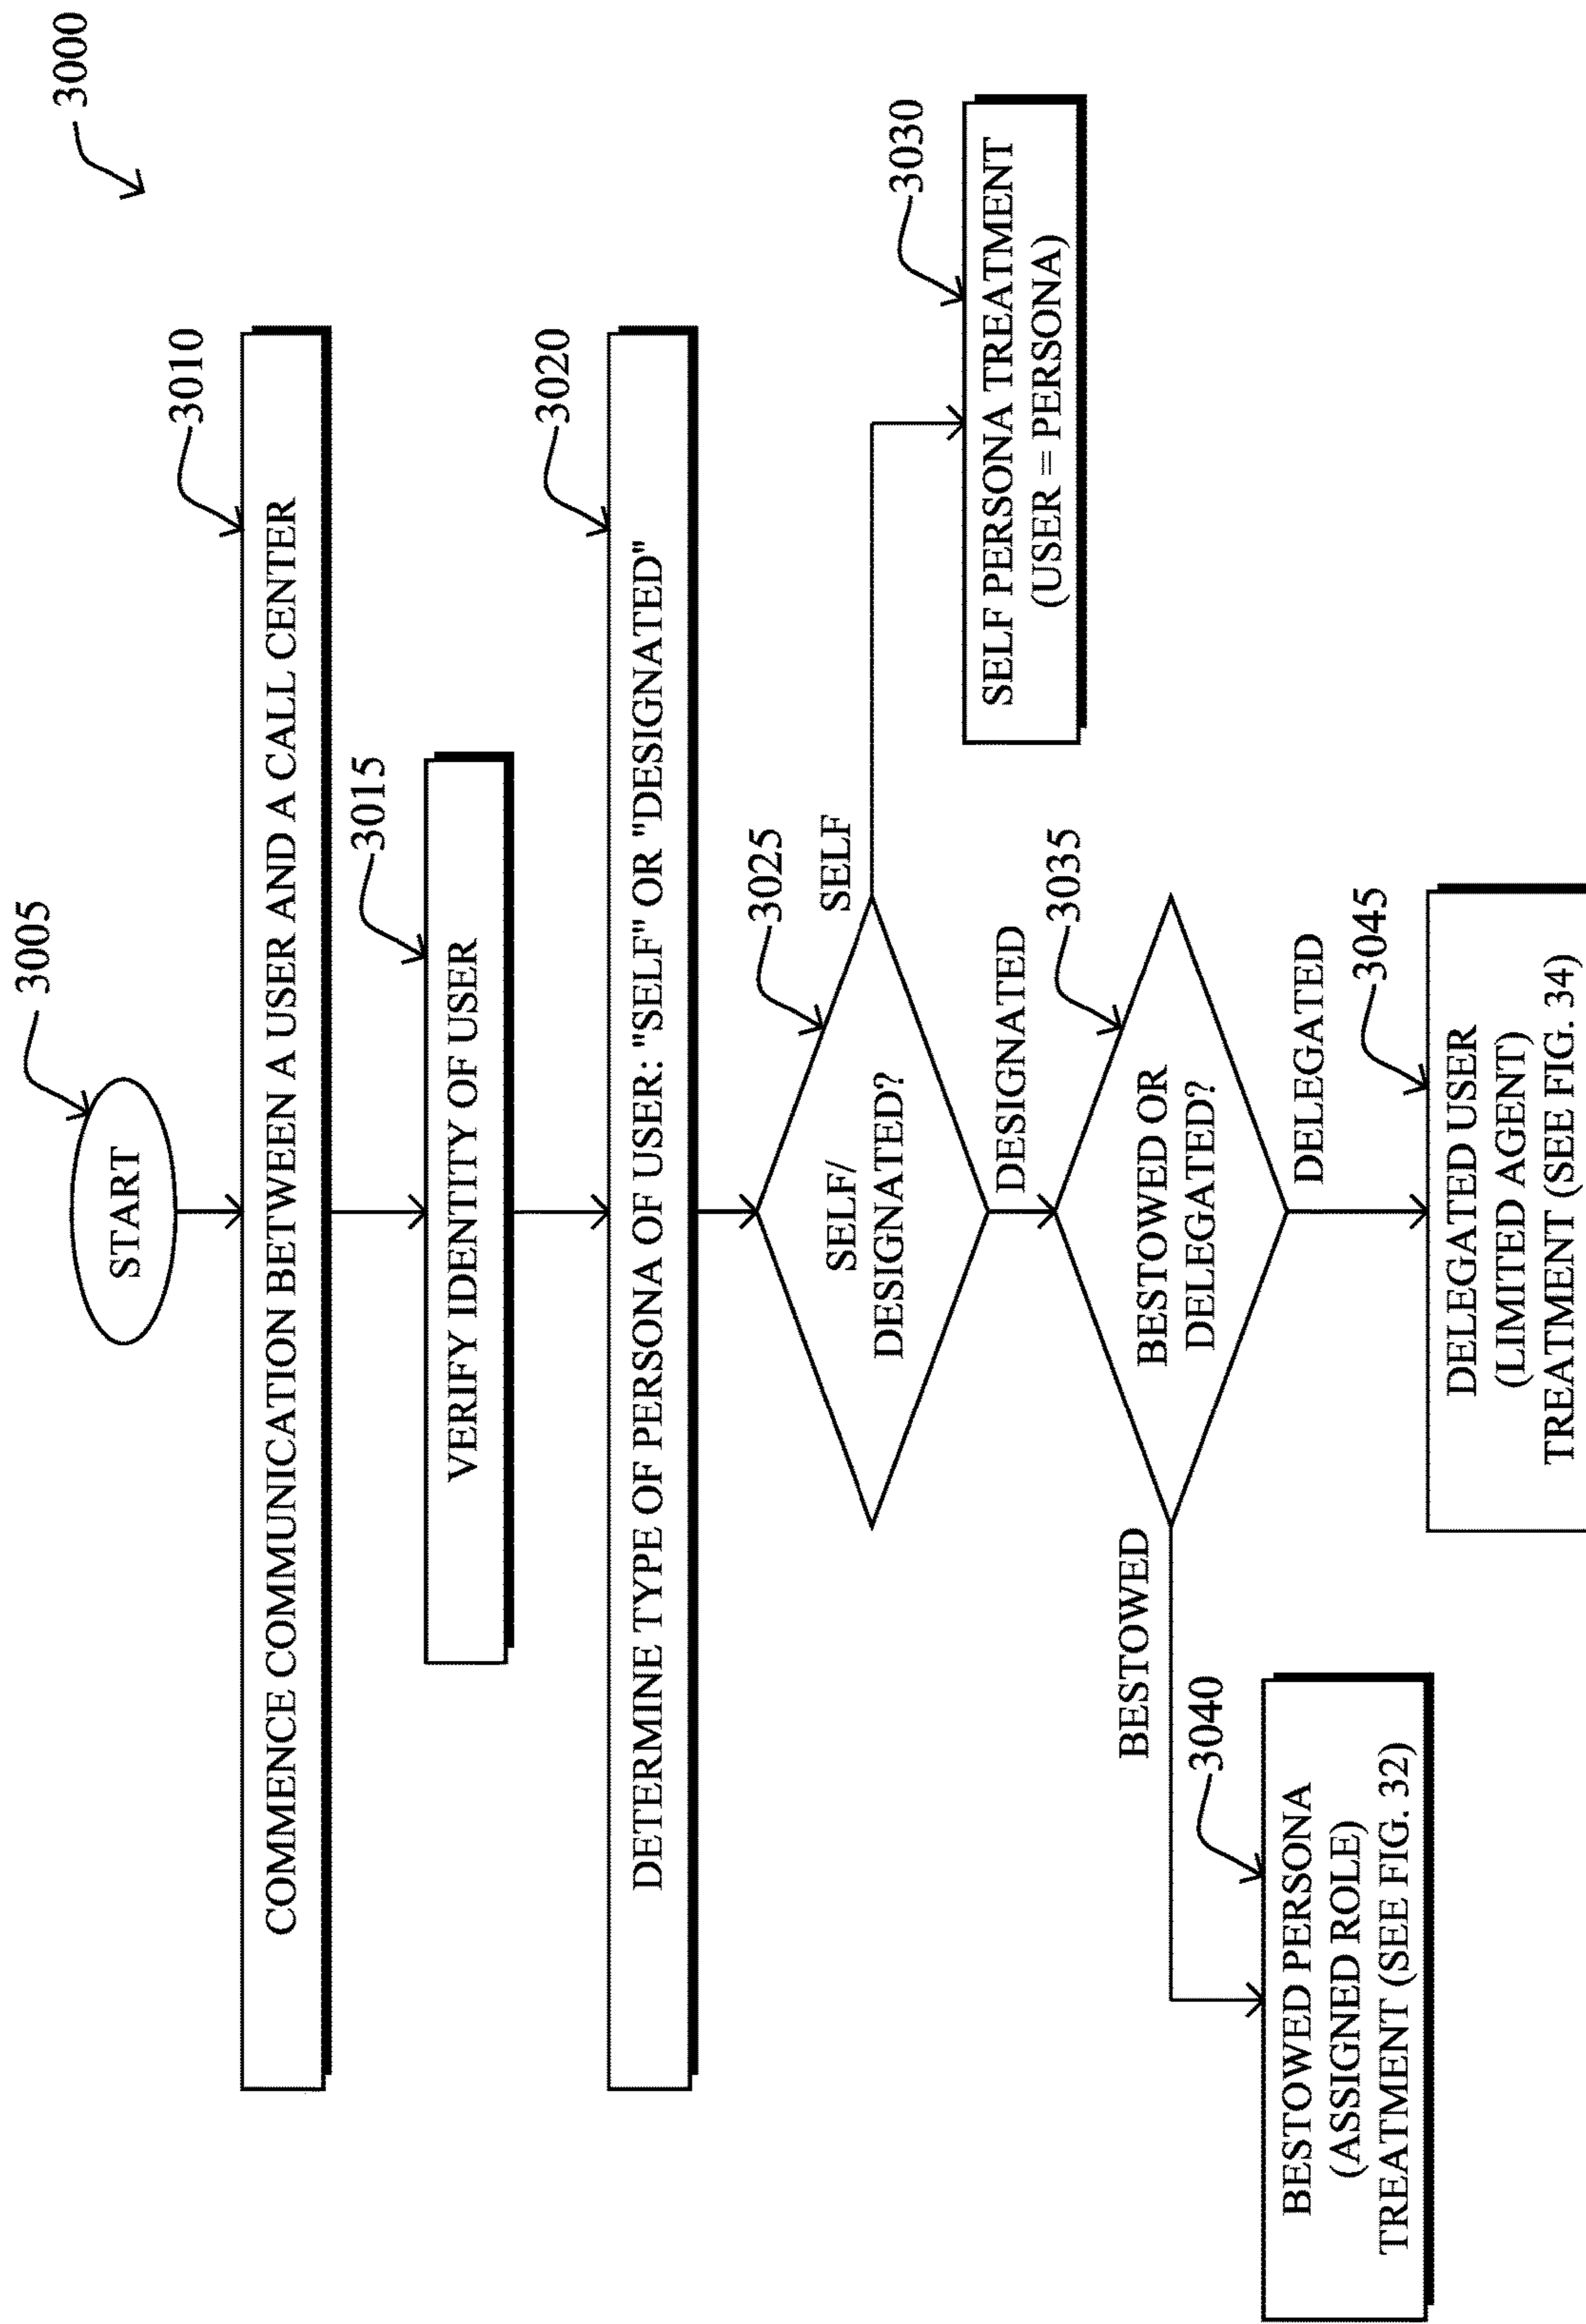 3000
3005
START
3010
COMMENCE COMMUNICATION BETWEEN A USER AND A CALL CENTER
3015
VERIFY IDENTITY OF USER
3020
DETERMINE TYPE OF PERSONA OF USER: "SELF" OR "DESIGNATED"
3025
SELF/
DESIGNATED?
SELF
3030
SELF PERSONA TREATMENT
(USER = PERSONA)
DESIGNATED
3035
BESTOWED OR
DELEGATED?
BESTOWED
3040
BESTOWED PERSONA
(ASSIGNED ROLE)
TREATMENT (SEE FIG. 32)
DELEGATED
3045
DELEGATED USER
(LIMITED AGENT)
TREATMENT (SEE FIG. 34)